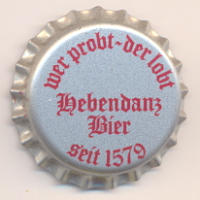 wer probt-der lobt
Hebendanz
Bier
seit 1579